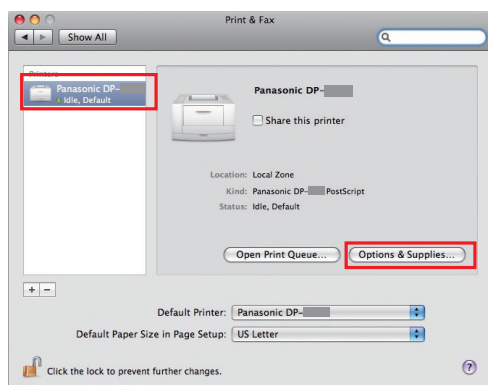 Print & Fax
Show All
Printers
Panasonic DP-
Idle, Default
Panasonic DP-
Share this printer
Location: Local Zone
Kind: Panasonic DP- PostScript
Status: Idle, Default
Open Print Queue... Options & Supplies...
+ −
Default Printer: Panasonic DP-
Default Paper Size in Page Setup: US Letter
Click the lock to prevent further changes. ?